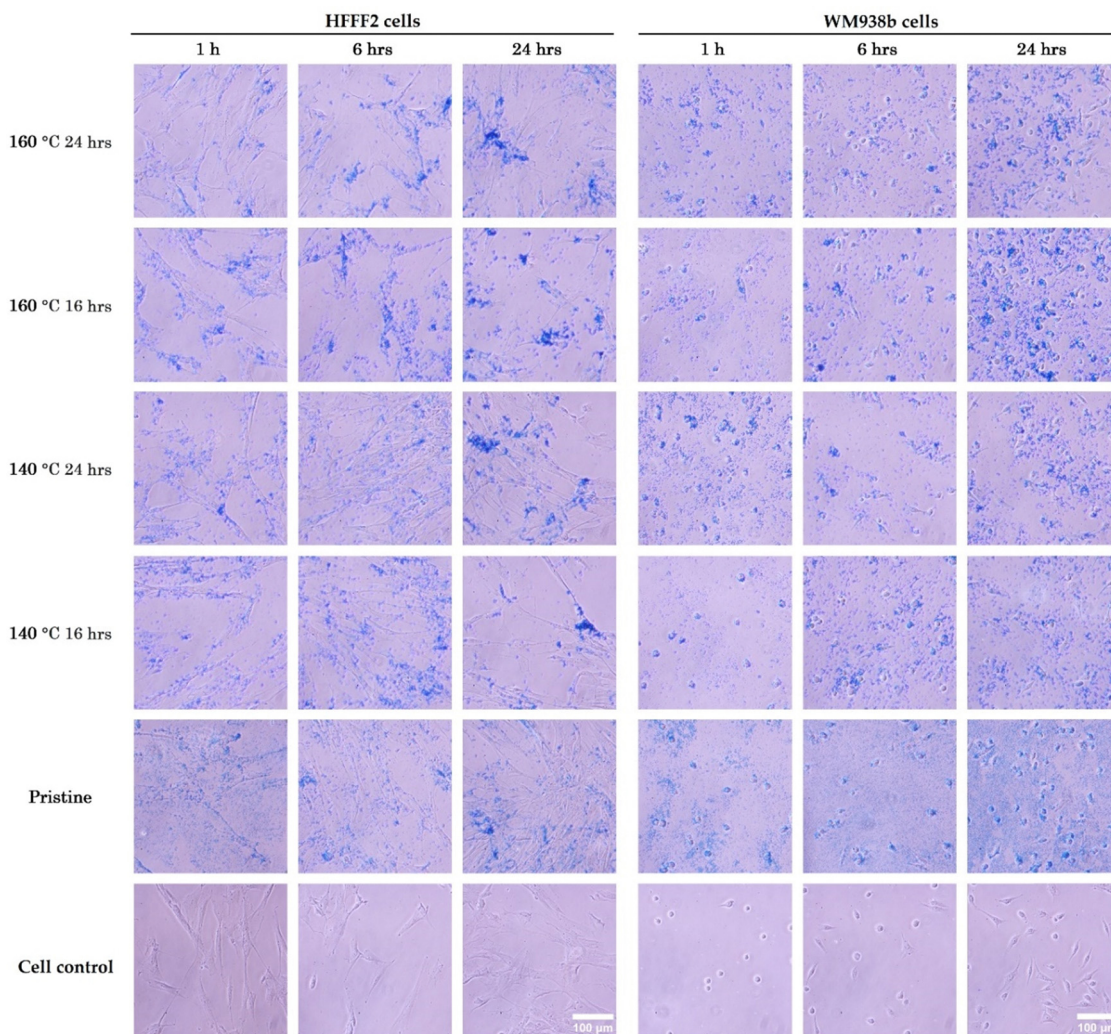 HFFF2 cells WM938b cells
1 h 6 hrs 24 hrs 1 h 6 hrs 24 hrs
160 °C 24 hrs
160 °C 16 hrs
140 °C 24 hrs
140 °C 16 hrs
Pristine
Cell control
100 µm 100